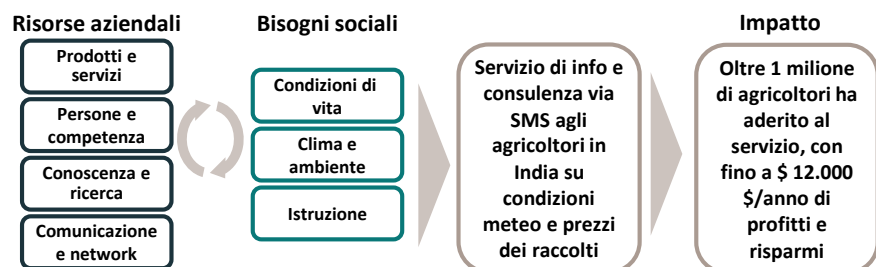 Risorse aziendali
Prodotti e
servizi
Persone e
competenza
Conoscenza e
ricerca
Comunicazione
e network
Bisogni sociali
Condizioni di
vita
Clima e
ambiente
Istruzione
Servizio di info e
consulenza via
SMS agli
agricoltori in
India su
condizioni
meteo e prezzi
dei raccolti
Impatto
Oltre 1 milione
di agricoltori ha
aderito al
servizio, con
fino a $ 12.000
$/anno di
profitti e
risparmi